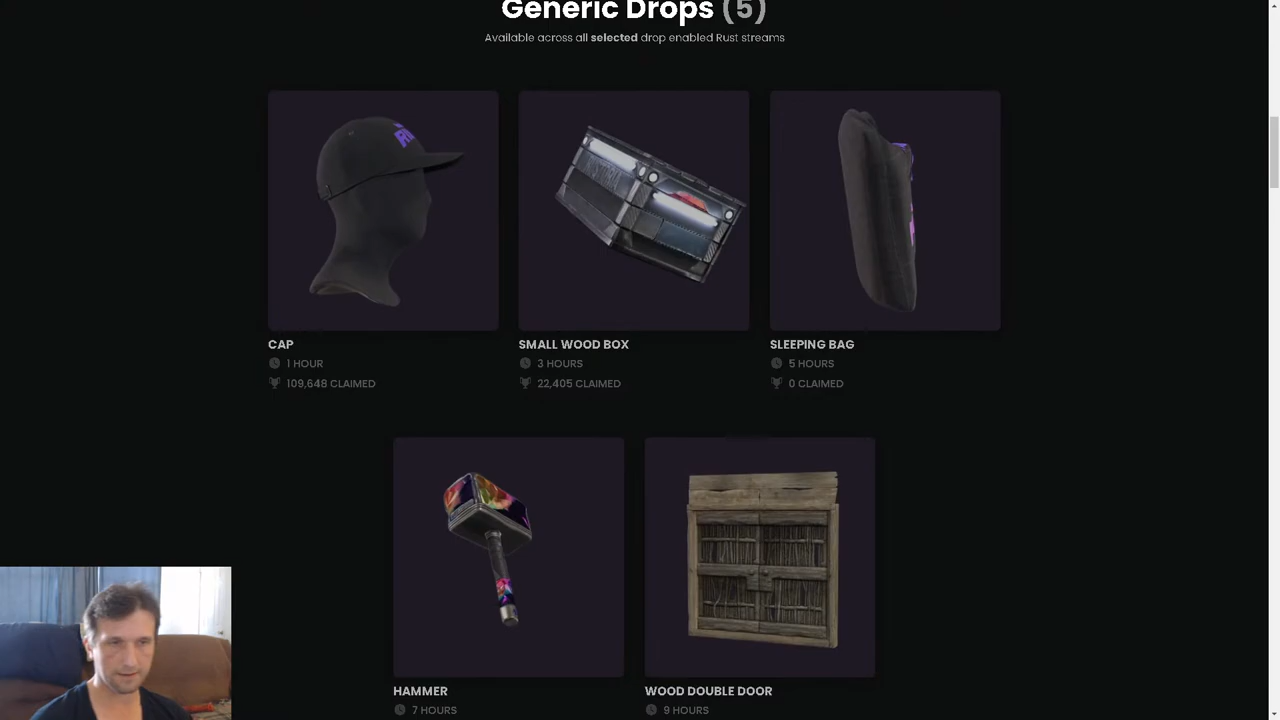 Generic Drops (5)
Available across all selected drop enabled Rust streams
CAP
1 HOUR
109,648 CLAIMED
SMALL WOOD BOX
3 HOURS
22,405 CLAIMED
SLEEPING BAG
5 HOURS
0 CLAIMED
HAMMER
7 HOURS
WOOD DOUBLE DOOR
9 HOURS